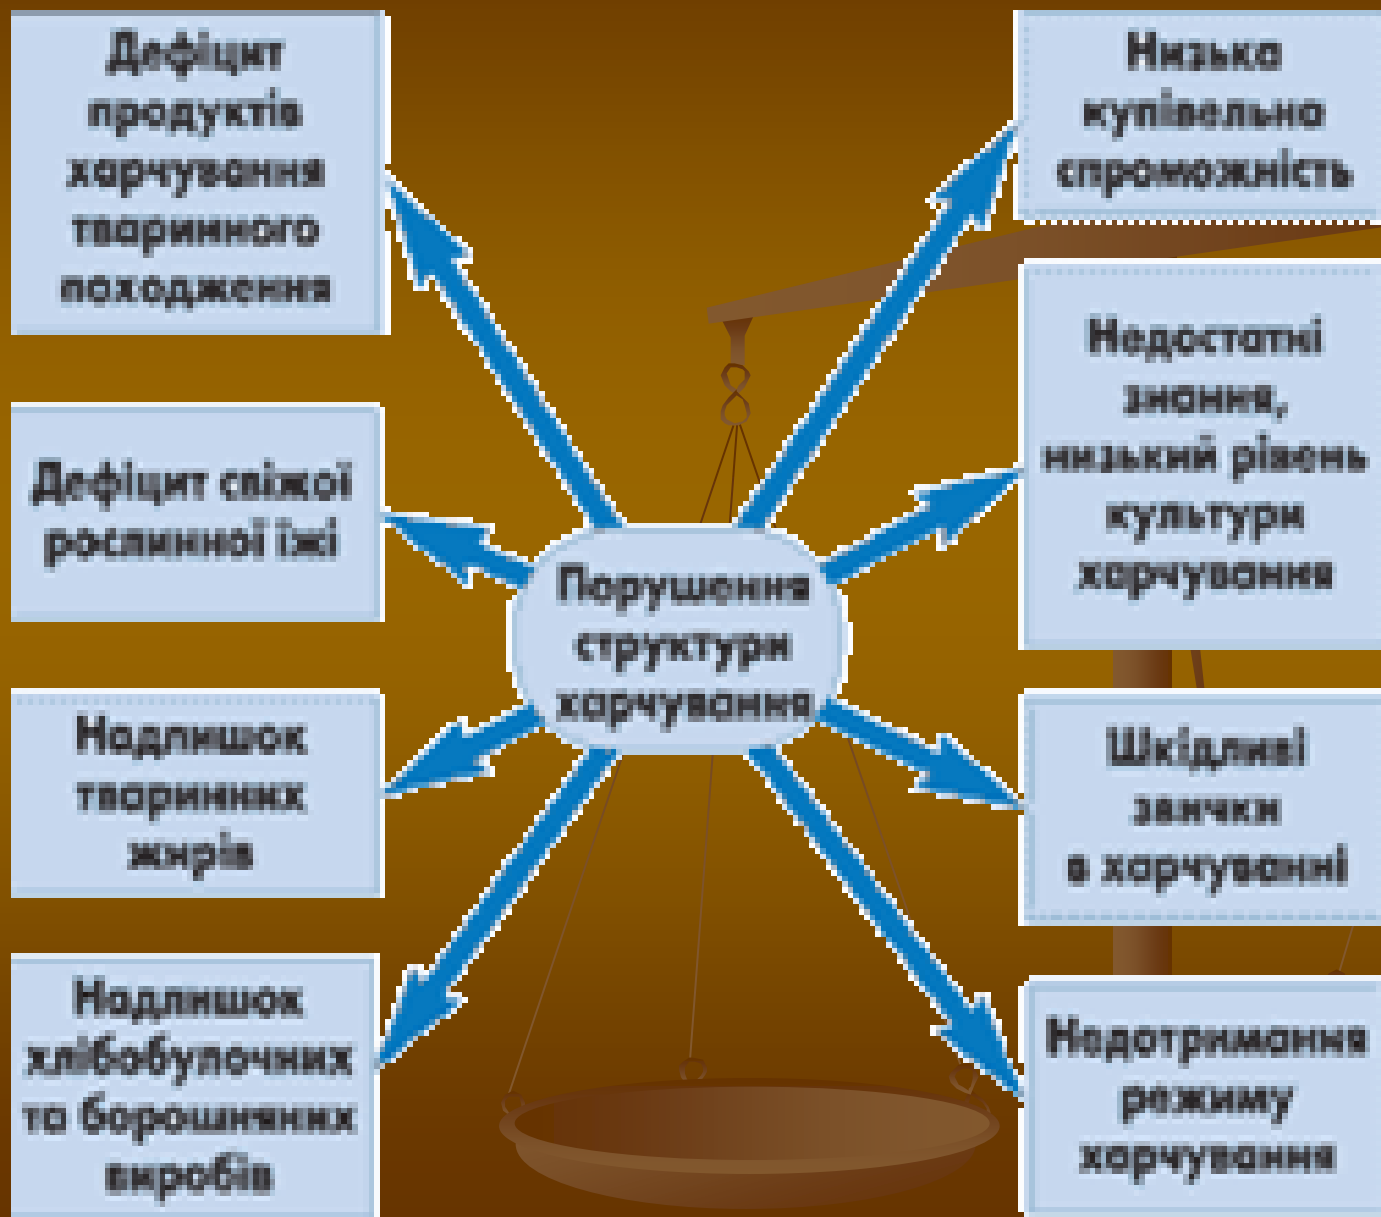 Дефіцит
продуктів
харчування
тваринного
походження
Дефіцит свіжої
рослинної їжі
Надлишок
тваринних
жирів
Надлишок
хлібобулочних
та борошняних
виробів
Порушення
структури
харчування
Низька
купівельна
спроможність
Недостатні
знання,
низький рівень
культури
харчування
Шкідливі
звички
в харчуванні
Недотримання
режиму
харчування